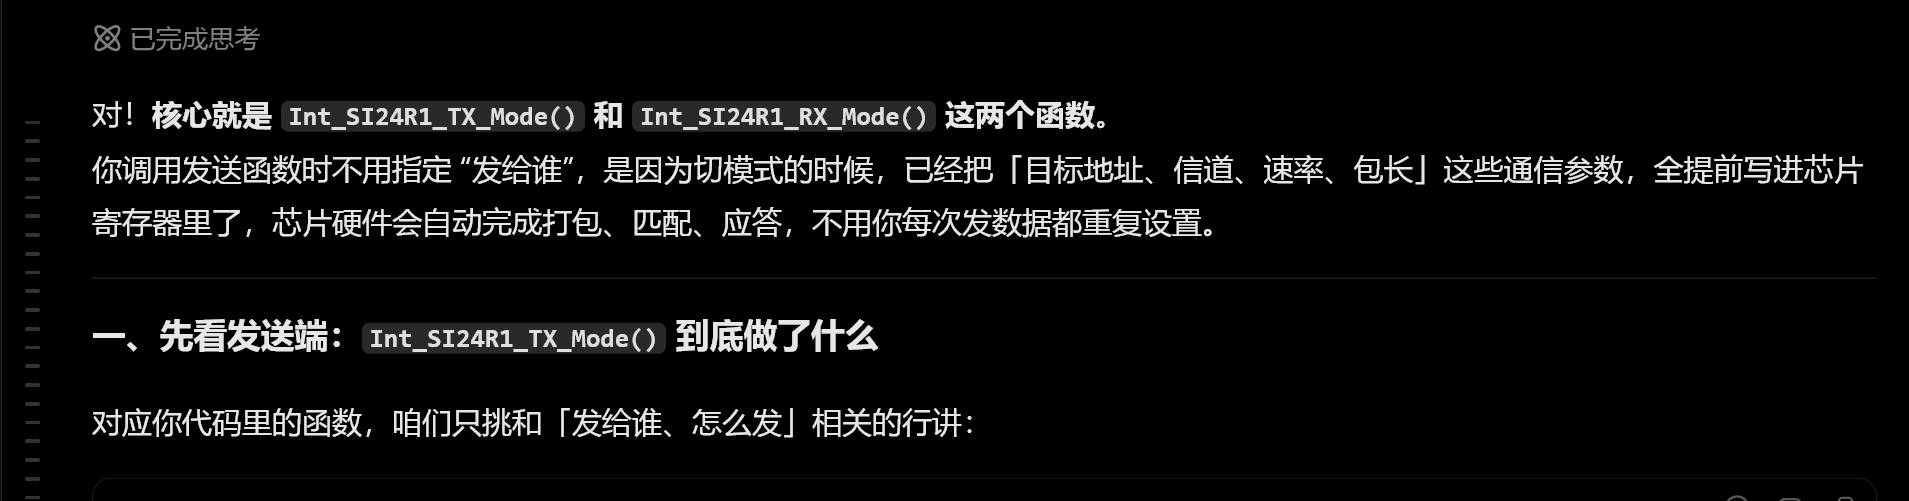 已完成思考
对！核心就是 Int_SI24R1_TX_Mode() 和 Int_SI24R1_RX_Mode() 这两个函数。
你调用发送函数时不用指定 “发给谁”，是因为切模式的时候，已经把「目标地址、信道、速率、包长」这些通信参数，全提前写进芯片
寄存器里了，芯片硬件会自动完成打包、匹配、应答，不用你每次发数据都重复设置。
一、先看发送端：Int_SI24R1_TX_Mode() 到底做了什么
对应你代码里的函数，咱们只挑和「发给谁、怎么发」相关的行讲：